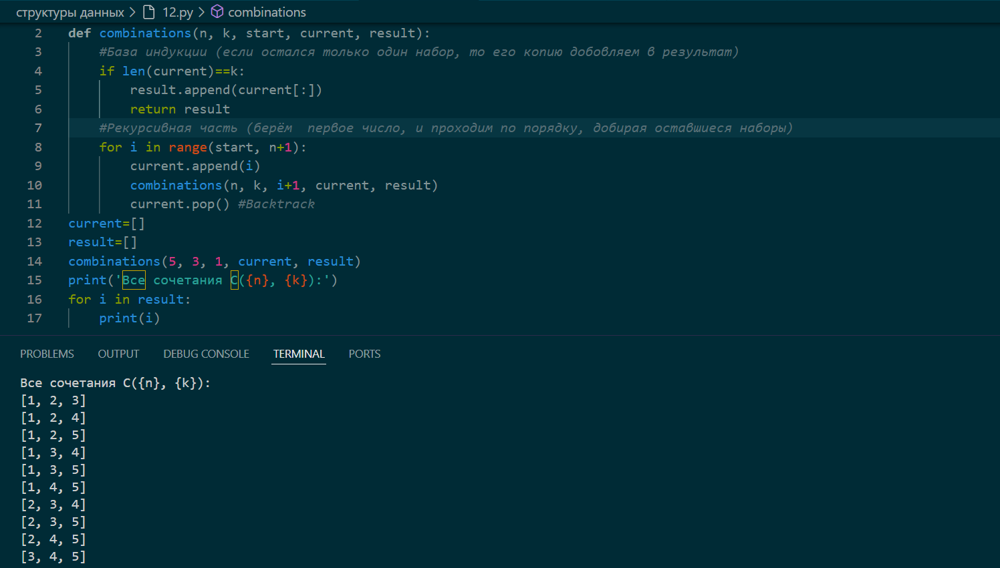 структуры данных > 12.py > combinations
2 def combinations(n, k, start, current, result):
3 #База индукции (если остался только один набор, то его копию добовляем в результат)
4 if len(current)==k:
5 result.append(current[:])
6 return result
7 #Рекурсивная часть (берём  первое число, и проходим по порядку, добирая оставшиеся наборы)
8 for i in range(start, n+1):
9 current.append(i)
10 combinations(n, k, i+1, current, result)
11 current.pop() #Backtrack
12 current=[]
13 result=[]
14 combinations(5, 3, 1, current, result)
15 print('Все сочетания С({n}, {k}):')
16 for i in result:
17 print(i)
PROBLEMS OUTPUT DEBUG CONSOLE TERMINAL PORTS
Все сочетания С({n}, {k}):
[1, 2, 3]
[1, 2, 4]
[1, 2, 5]
[1, 3, 4]
[1, 3, 5]
[1, 4, 5]
[2, 3, 4]
[2, 3, 5]
[2, 4, 5]
[3, 4, 5]